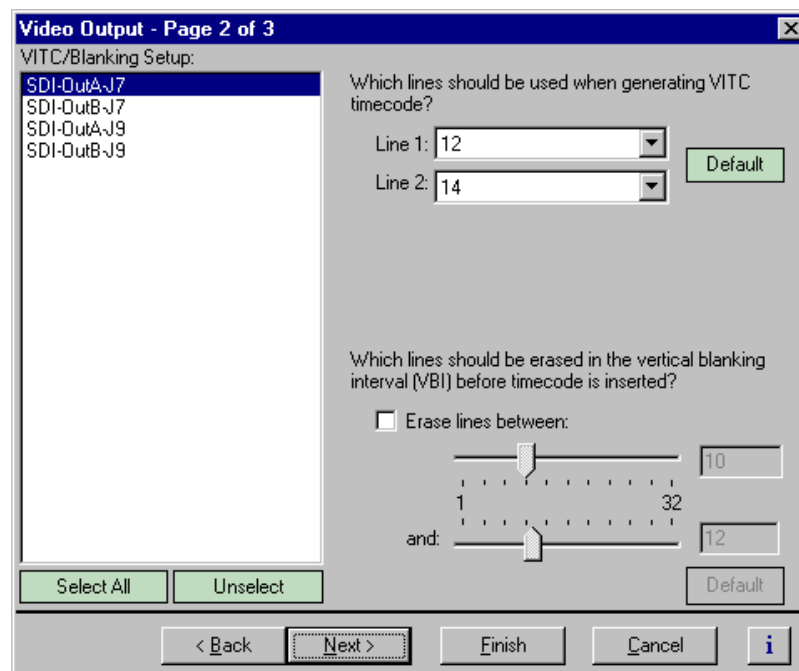 Video Output - Page 2 of 3
VITC/Blanking Setup:
SDI-OutA-J7
SDI-OutB-J7
SDI-OutA-J9
SDI-OutB-J9
Which lines should be used when generating VITC
timecode?
Line 1: 12
Line 2: 14
Default
Which lines should be erased in the vertical blanking
interval (VBI) before timecode is inserted?
Erase lines between:
10
1 32
and: 12
Default
Select All Unselect
< Back Next > Finish Cancel i